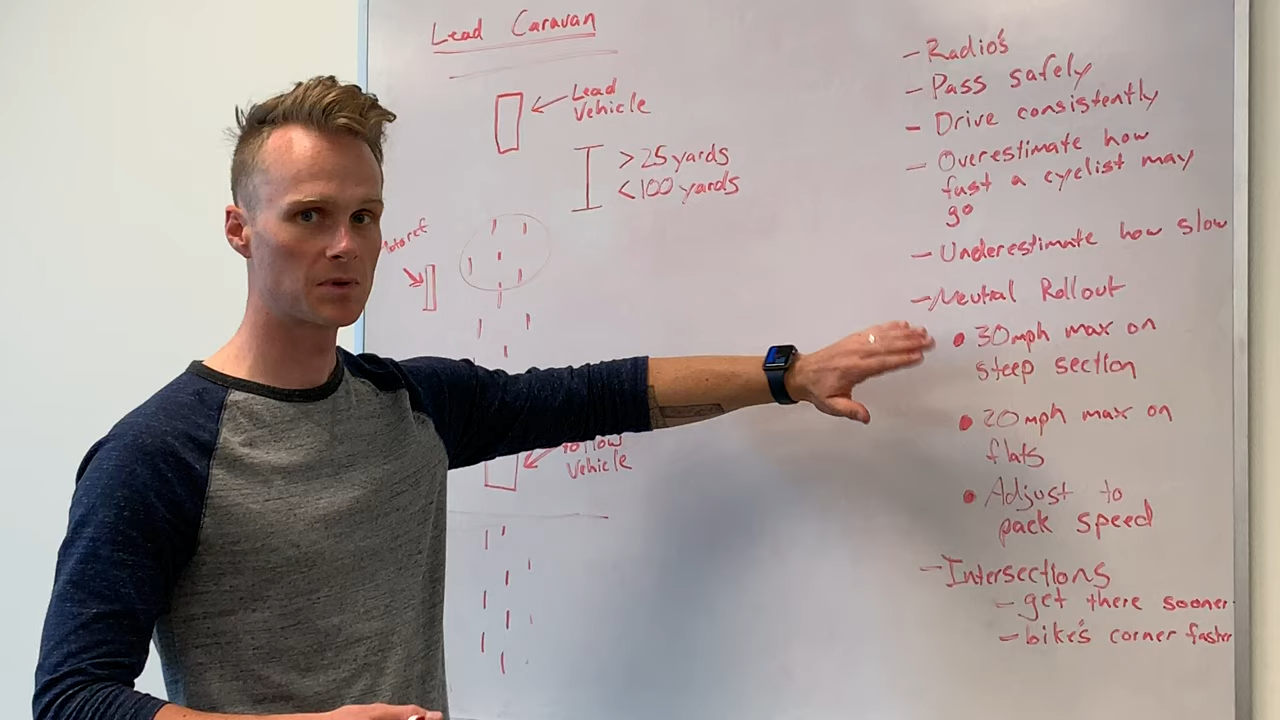 Lead Caravan
Lead
Vehicle
>25 yards
<100 yards
Vehicle
- Radio's
- Pass safely
- Drive consistently
- Overestimate how
fast a cyclist may
go
- Underestimate how slow
- Neutral Rollout
• 30mph max on
steep section
• 20mph max on
flats
• Adjust to
pack speed
- Intersections
- get there sooner
- bike's corner faster